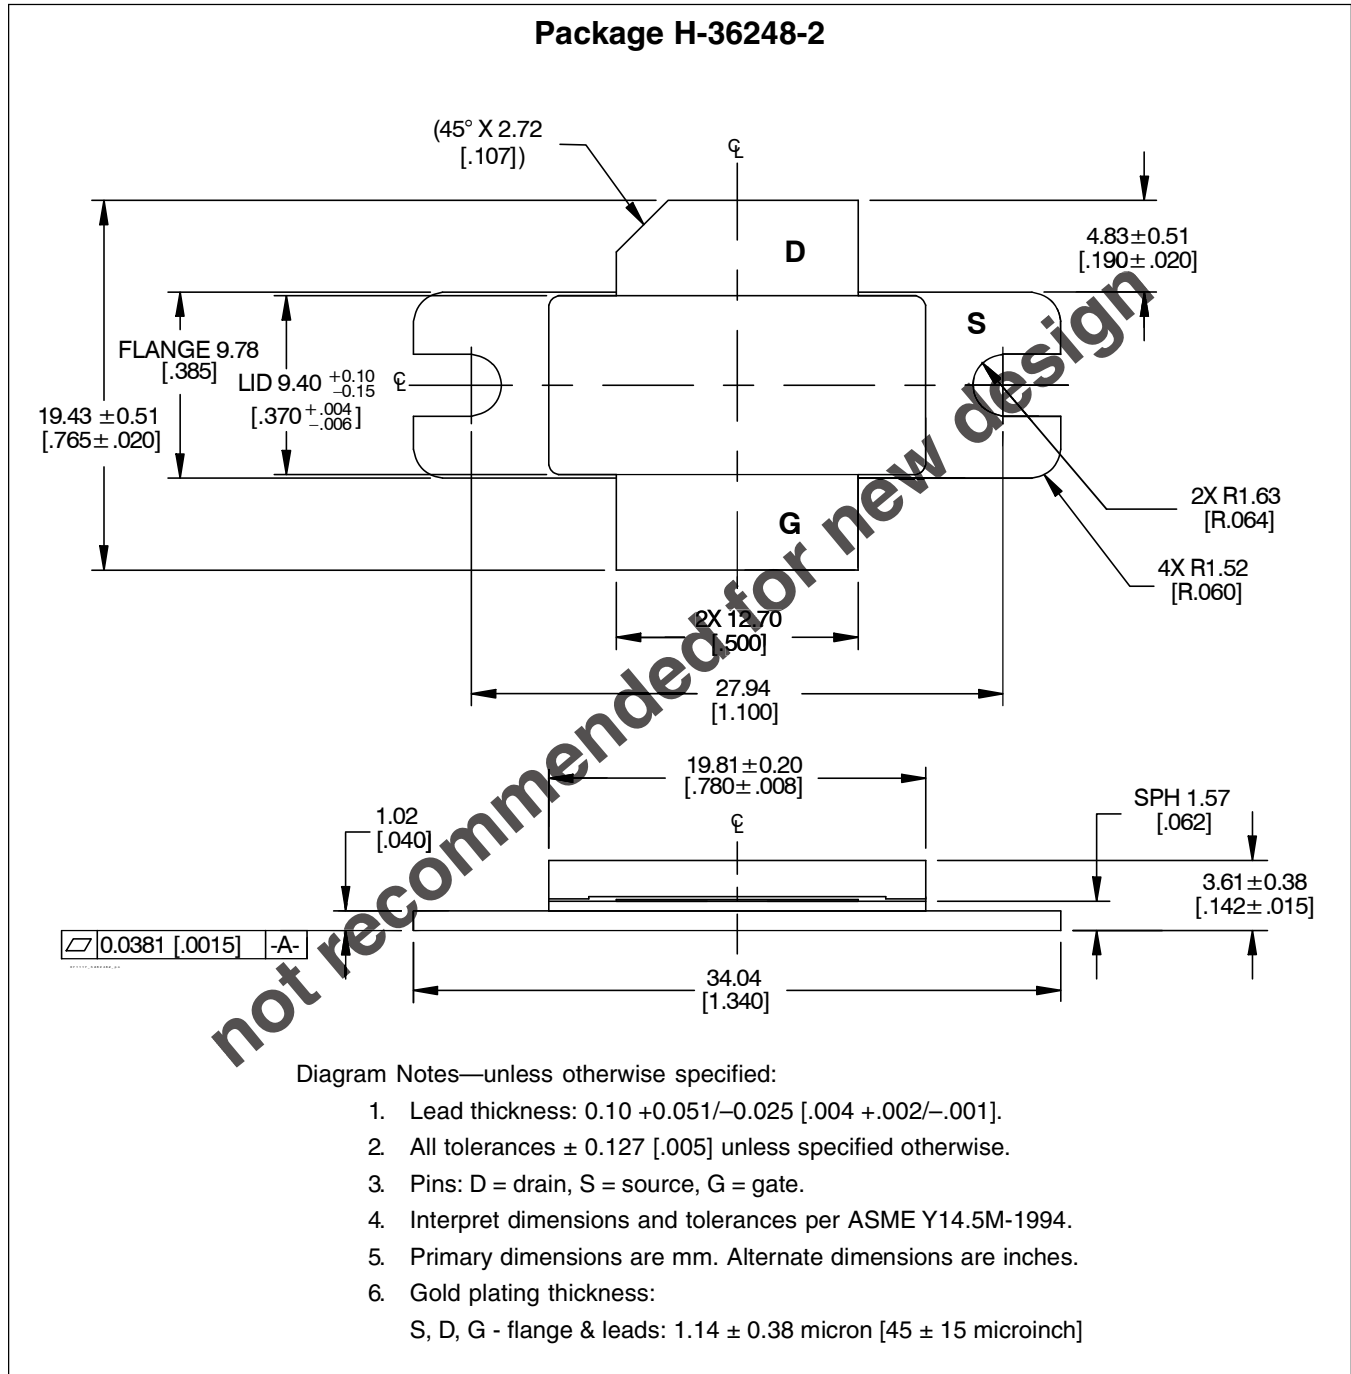 Package H-36248-2
(45° X 2.72
[.107])
℄
D
4.83±0.51
[.190±.020]
S
FLANGE 9.78
[.385]
LID 9.40 +0.10
–0.15
[.370 +.004
–.006 ]
℄
19.43 ±0.51
[.765±.020]
2X R1.63
[R.064]
G
4X R1.52
[R.060]
2X 12.70
[.500]
27.94
[1.100]
19.81±0.20
[.780±.008]
SPH 1.57
[.062]
1.02
[.040]
℄
3.61±0.38
[.142±.015]
0.0381 [.0015] -A-
34.04
[1.340]
not recommended for new design
Diagram Notes—unless otherwise specified:
1. Lead thickness: 0.10 +0.051/–0.025 [.004 +.002/–.001].
2. All tolerances ± 0.127 [.005] unless specified otherwise.
3. Pins: D = drain, S = source, G = gate.
4. Interpret dimensions and tolerances per ASME Y14.5M-1994.
5. Primary dimensions are mm. Alternate dimensions are inches.
6. Gold plating thickness:
S, D, G - flange & leads: 1.14 ± 0.38 micron [45 ± 15 microinch]